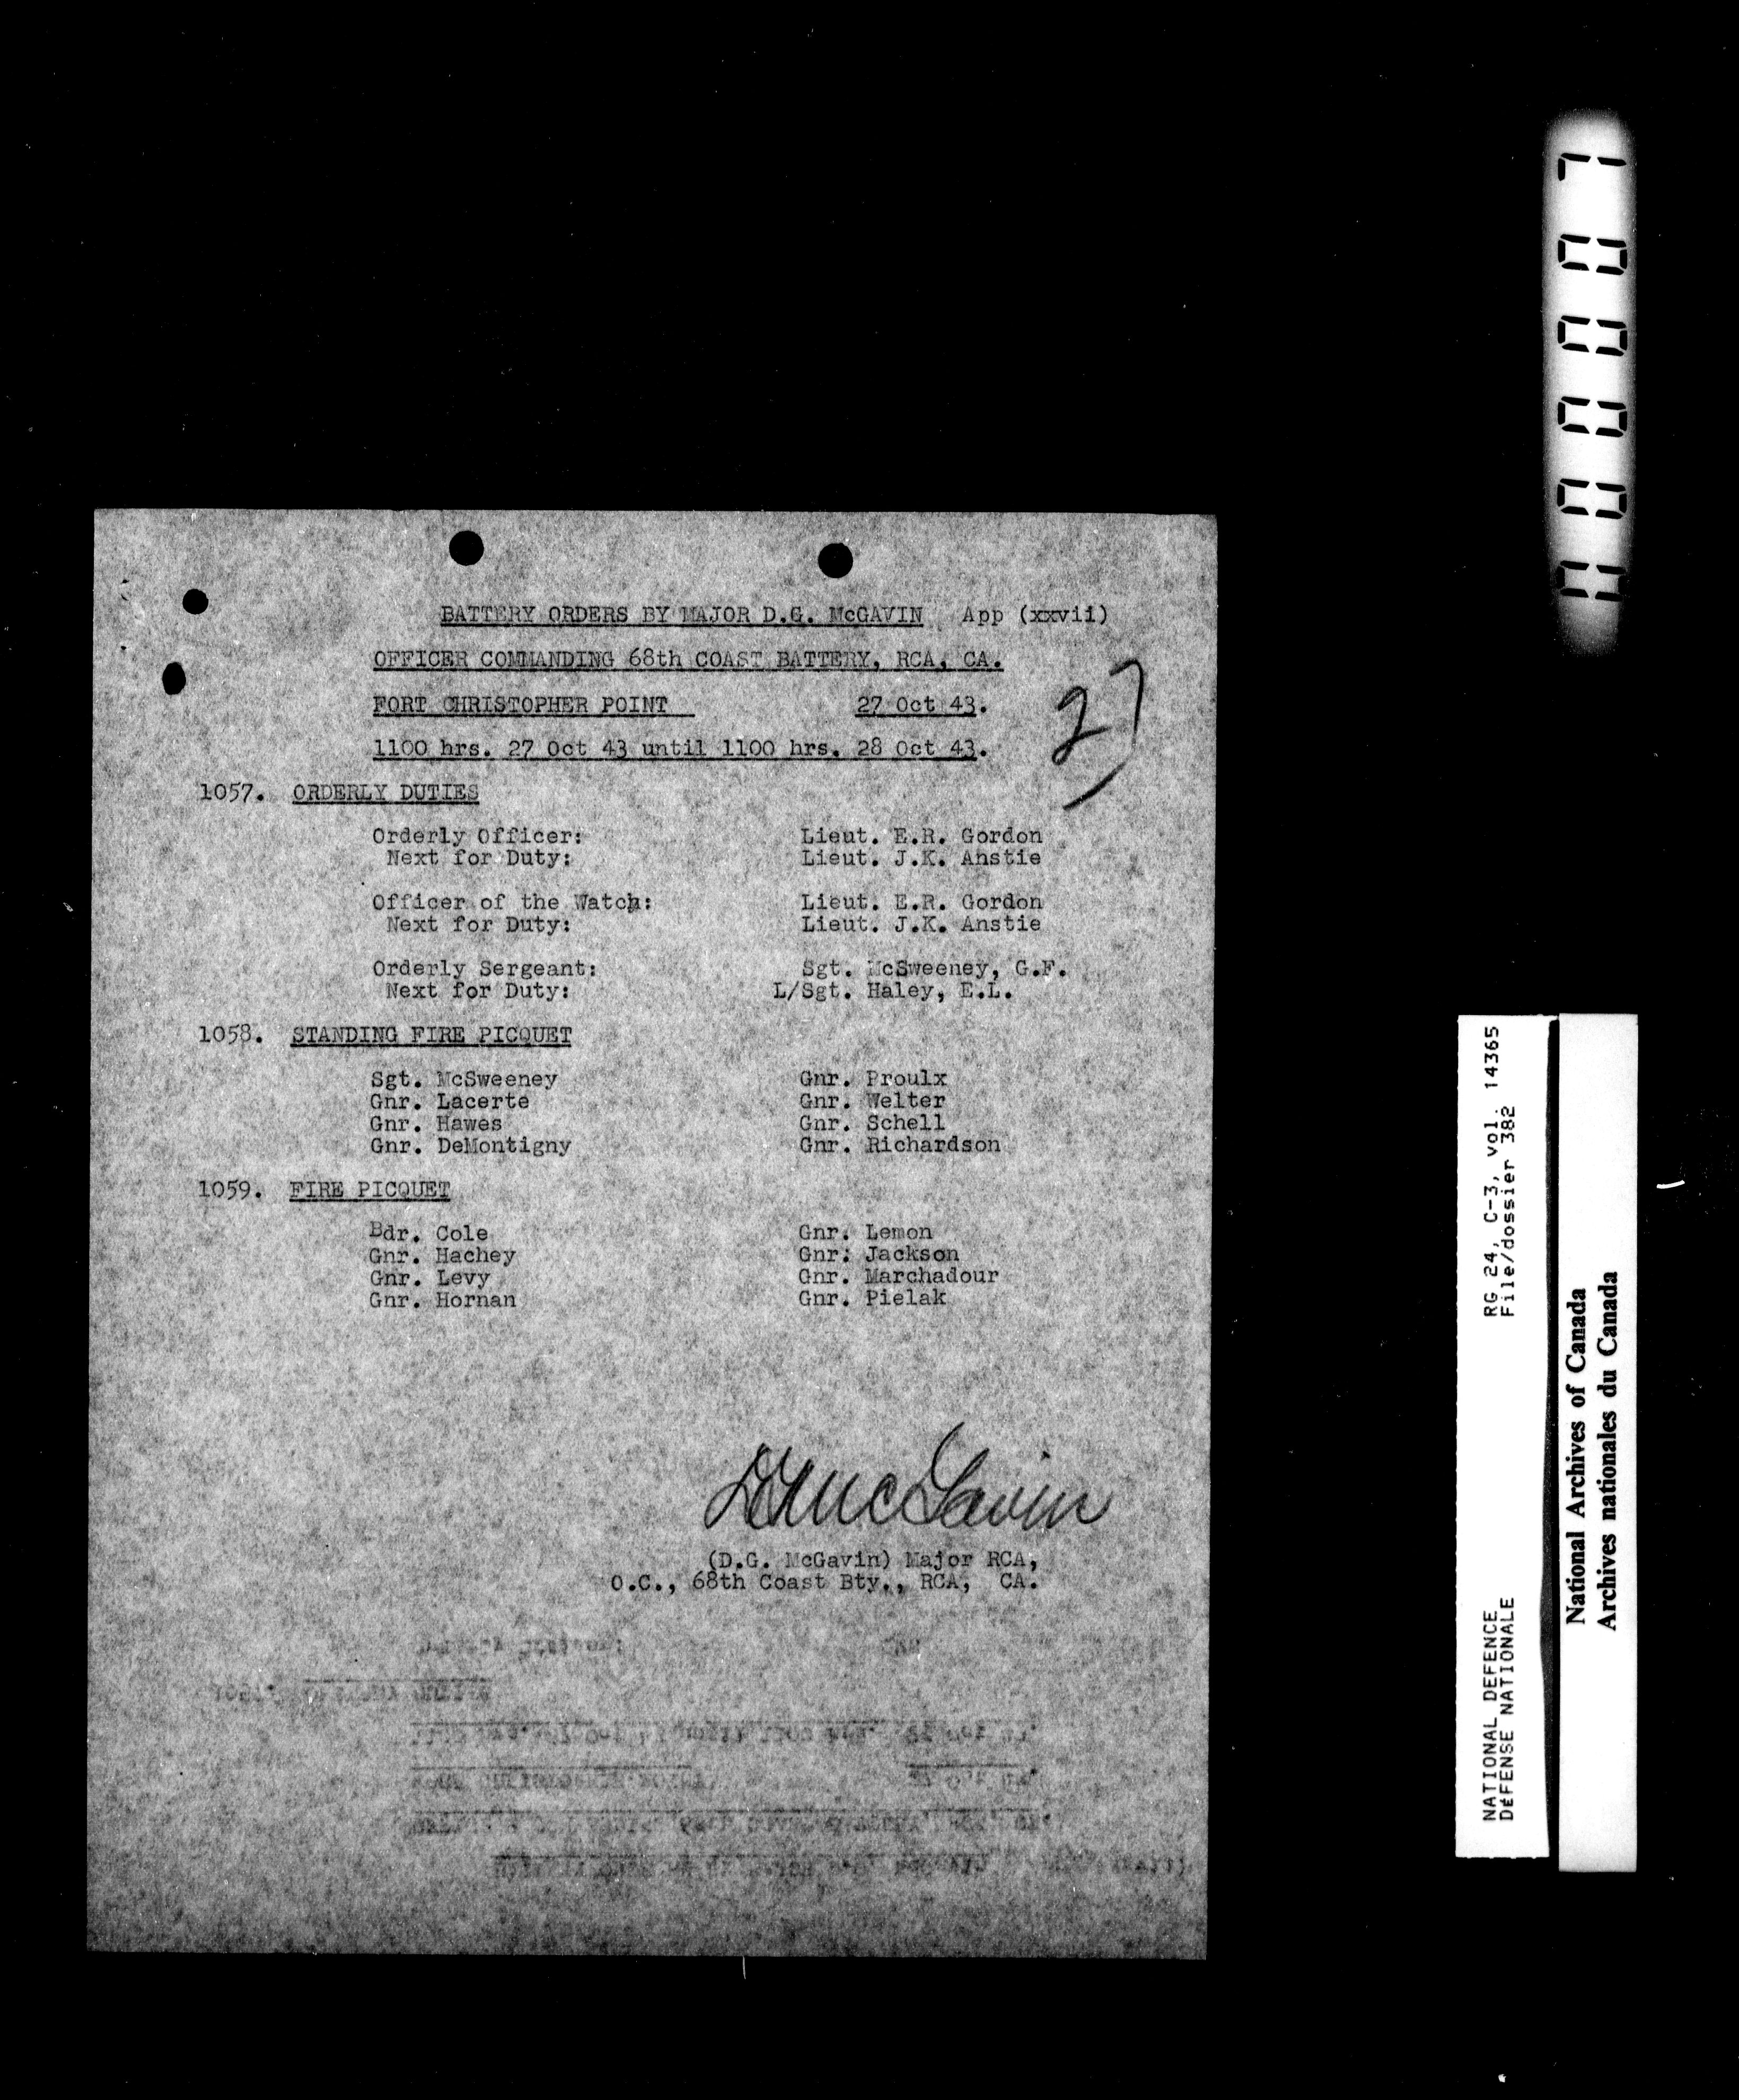 BATTERY ORDERS BY MAJOR D.G. McGAVIN App (xxvii)
OFFICER COMMANDING 68th COAST BATTERY, RCA, CA.
FORT CHRISTOPHER POINT 27 Oct 43.
27
1100 hrs. 27 Oct 43 until 1100 hrs. 28 Oct 43.
1057. ORDERLY DUTIES
Orderly Officer: Lieut. E.R. Gordon
Next for Duty: Lieut. J.K. Anstie
Officer of the Watch: Lieut. E.R. Gordon
Next for Duty: Lieut. J.K. Anstie
Orderly Sergeant: Sgt. McSweeney, G.F.
Next for Duty: L/Sgt. Haley, E.L.
1058. STANDING FIRE PICQUET
Sgt. McSweeney Gnr. Proulx
Gnr. Lacerte Gnr. Welter
Gnr. Hawes Gnr. Schell
Gnr. DeMontigny Gnr. Richardson
1059. FIRE PICQUET
Bdr. Cole Gnr. Lemon
Gnr. Hachey Gnr. Jackson
Gnr. Levy Gnr. Marchadour
Gnr. Hornan Gnr. Pielak
DGMcGavin
(D.G. McGavin) Major RCA,
O.C., 68th Coast Bty., RCA, CA.
NATIONAL DEFENCE RG 24, C-3, vol. 14365
DÉFENSE NATIONALE File/dossier 382
National Archives of Canada
Archives nationales du Canada